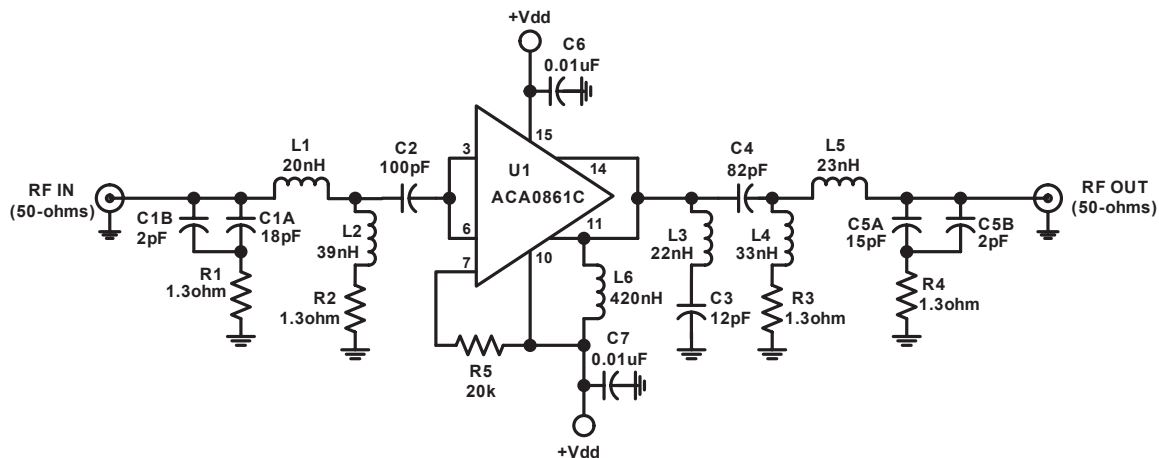 +Vdd
C6
0.01uF
15
L1
20nH
C2
100pF
3
U1
ACA0861C
14
C4
82pF
L5
23nH
RF IN
(50-ohms)
RF OUT
(50-ohms)
C1B
2pF
C1A
18pF
L2
39nH
6
7
11
10
L3
22nH
L4
33nH
C5A
15pF
C5B
2pF
R1
1.3ohm
R2
1.3ohm
L6
420nH
C3
12pF
R3
1.3ohm
R4
1.3ohm
R5
20k
C7
0.01uF
+Vdd